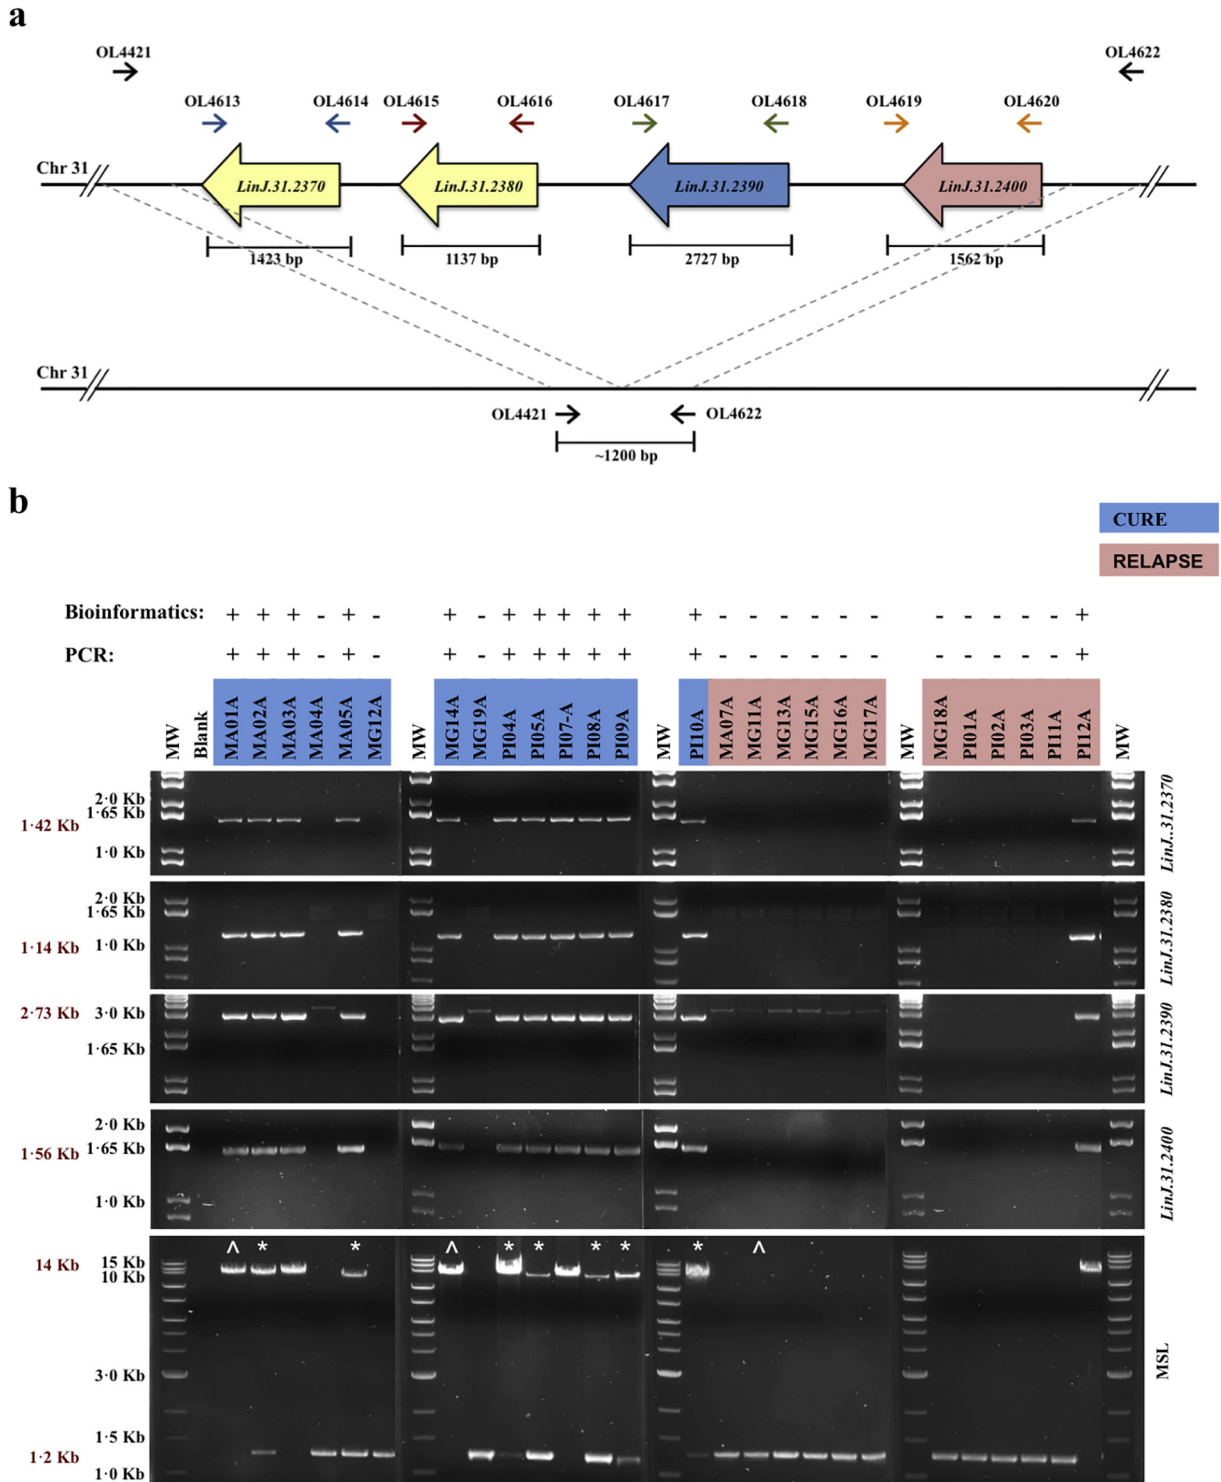 a
OL4421 OL4622
OL4613 OL4614 OL4615 OL4616 OL4617 OL4618 OL4619 OL4620
Chr 31
LinJ.31.2370 LinJ.31.2380 LinJ.31.2390 LinJ.31.2400
1423 bp 1137 bp 2727 bp 1562 bp
Chr 31
OL4421 OL4622
~1200 bp
b
CURE
RELAPSE
Bioinformatics: + + + - + - + - + + + + + + - - - - - - - - - - - +
PCR: + + + - + - + - + + + + + + - - - - - - - - - - - +
MW Blank MA01A MA02A MA03A MA04A MA05A MG12A MW MG14A MG19A PI04A PI05A PI07-A PI08A PI09A MW PI10A MA07A MG11A MG13A MG15A MG16A MG17A MW MG18A PI01A PI02A PI03A PI11A PI12A MW
2·0 Kb
1·65 Kb
1·42 Kb
1·0 Kb
LinJ..31.2370
2·0 Kb
1·65 Kb
1·14 Kb 1·0 Kb
LinJ.31.2380
2·73 Kb 3·0 Kb
1·65 Kb
LinJ.31.2390
2·0 Kb
1·56 Kb 1·65 Kb
1·0 Kb
LinJ.31.2400
^ * * ^ * * * * * ^
14 Kb 15 Kb
10 Kb
3·0 Kb
MSL
1·5 Kb
1·2 Kb
1·0 Kb